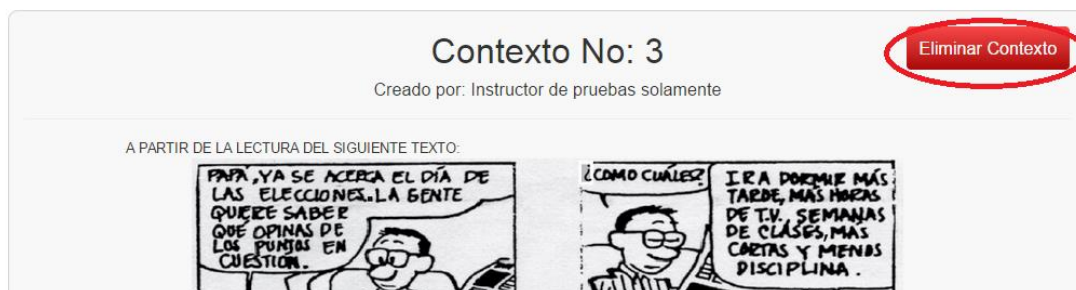 Contexto No: 3
Eliminar Contexto
Creado por: Instructor de pruebas solamente
A PARTIR DE LA LECTURA DEL SIGUIENTE TEXTO:
PAPÁ, YA SE ACERCA EL DÍA DE
LAS ELECCIONES. LA GENTE
QUIERE SABER
QUÉ OPINAS DE
LOS PUNTOS EN
CUESTION.
¿COMO CUÁLES?
IR A DORMIR MÁS
TARDE, MÁS HORAS
DE T.V. SEMANAS
DE CLASES, MAS
CORTAS Y MENOS
DISCIPLINA.